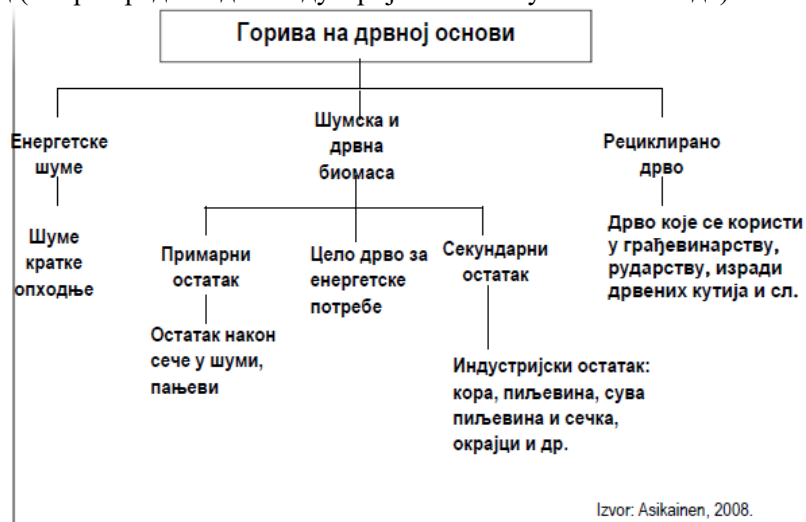 Горива на дрвној основи
Енергетске
шуме
Шумска и
дрвна
биомаса
Рециклирано
дрво
Шуме
кратке
опходње
Примарни
остатак
Цело дрво за
енергетске
потребе
Секундарни
остатак
Дрво које се користи
у грађевинарству,
рударству, изради
дрвених кутија и сл.
Остатак након
сече у шуми,
пањеви
Индустријски остатак:
кора, пиљевина, сува
пиљевина и сечка,
окрајци и др.
Izvor: Asikainen, 2008.